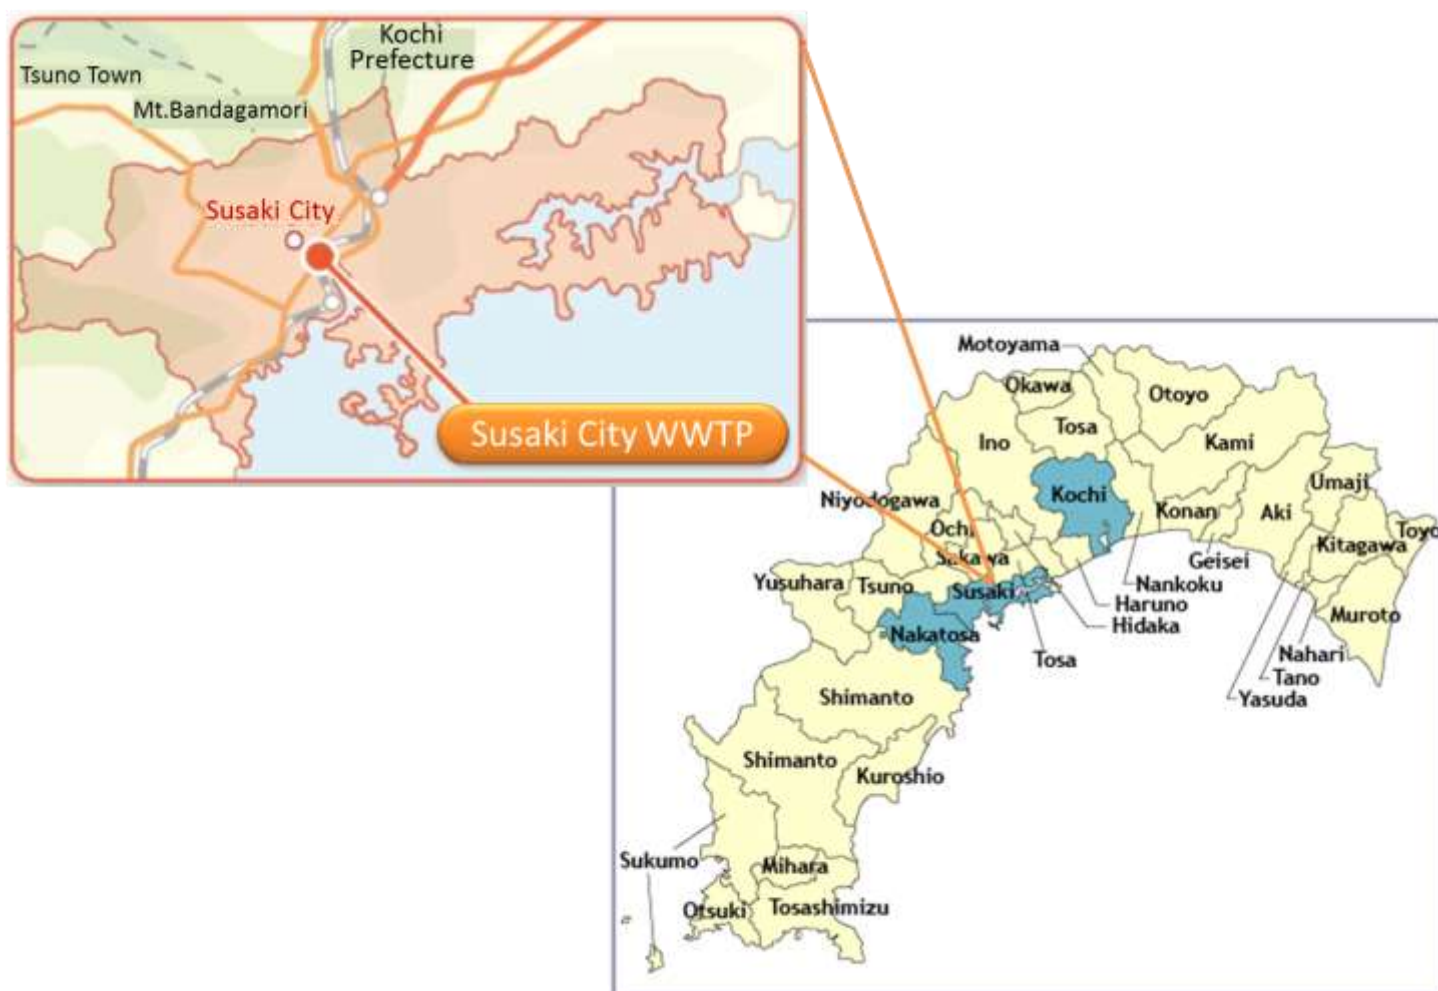 Kochi
Prefecture
Tsuno Town
Mt.Bandagamori
Susaki City
Susaki City WWTP
Motoyama
Okawa
Otoyo
Tosa
Ino
Kami
Kochi
Umaji
Niyodogawa
Konan
Aki
Ochi
Toyo
Kitagawa
Sakawa
Geisei
Yusuhara
Tsuno
Susaki
Nankoku
Haruno
Muroto
Hidaka
Nakatosa
Nahari
Tosa
Tano
Yasuda
Shimanto
Shimanto
Kuroshio
Sukumo
Mihara
Otsuki
Tosashimizu